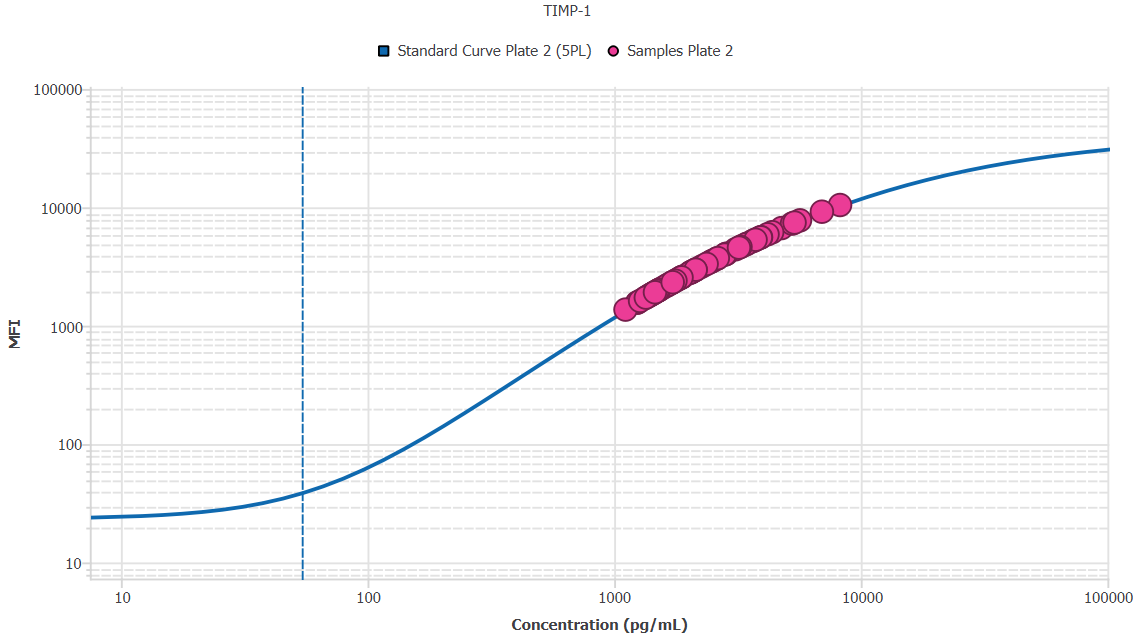 TIMP-1
Standard Curve Plate 2 (5PL) Samples Plate 2
100000
10000
1000
100
10
MFI
10 100 1000 10000 100000
Concentration (pg/mL)